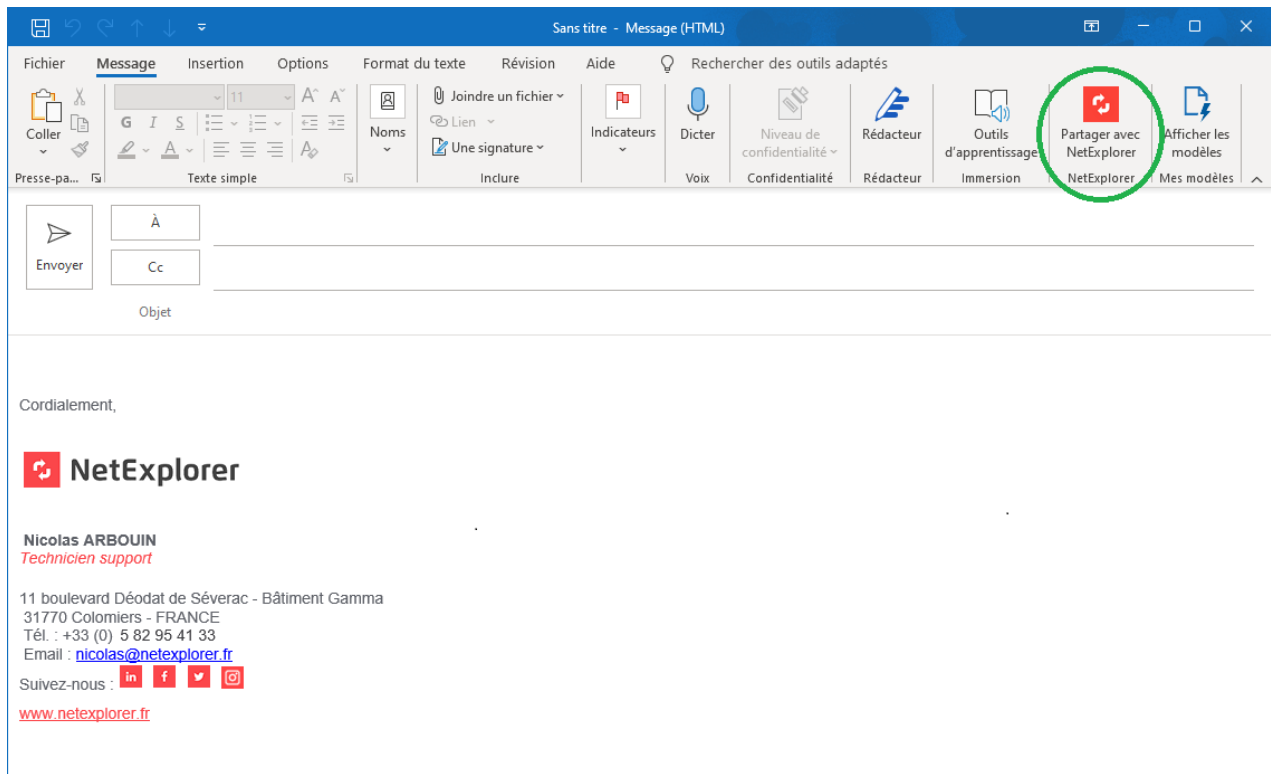 Sans titre - Message (HTML)
Fichier Message Insertion Options Format du texte Révision Aide Rechercher des outils adaptés
Coller
11
G I S
A A
Noms
Joindre un fichier
Lien
Une signature
Indicateurs
Dicter
Niveau de
confidentialité
Rédacteur
Outils
d'apprentissage
Partager avec
NetExplorer
Afficher les
modèles
Presse-pa... Texte simple Inclure Voix Confidentialité Rédacteur Immersion NetExplorer Mes modèles
Envoyer
À
Cc
Objet
Cordialement,
NetExplorer
Nicolas ARBOUIN
Technicien support
11 boulevard Déodat de Séverac - Bâtiment Gamma
31770 Colomiers - FRANCE
Tél. : +33 (0) 5 82 95 41 33
Email : nicolas@netexplorer.fr
Suivez-nous : in f
www.netexplorer.fr